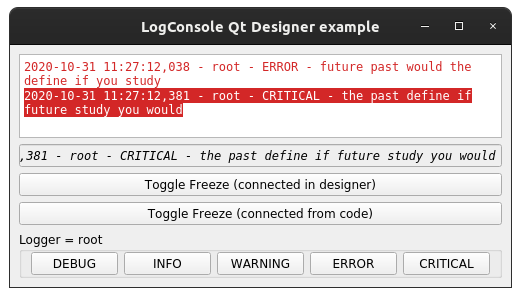 LogConsole Qt Designer example
2020-10-31 11:27:12,038 - root - ERROR - future past would the
define if you study
2020-10-31 11:27:12,381 - root - CRITICAL - the past define if
future study you would
,381 - root - CRITICAL - the past define if future study you would
Toggle Freeze (connected in designer)
Toggle Freeze (connected from code)
Logger = root
DEBUG INFO WARNING ERROR CRITICAL